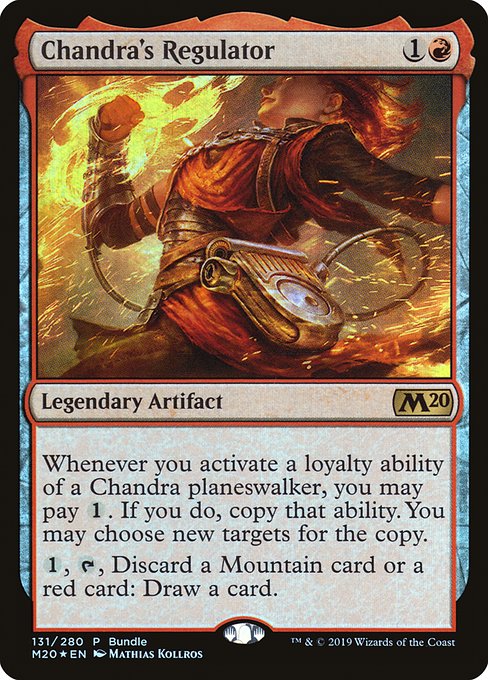 Chandra's Regulator 1
Legendary Artifact M20
Whenever you activate a loyalty ability
of a Chandra planeswalker, you may
pay 1. If you do, copy that ability. You
may choose new targets for the copy.
1, Discard a Mountain card or a
red card: Draw a card.
131/280 P Bundle
M20★EN Mathias Kollros
™ & © 2019 Wizards of the Coast